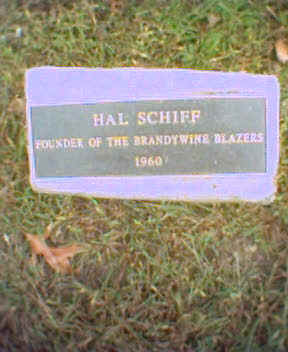 HAL SCHIFF
FOUNDER OF THE BRANDYWINE BLAZERS
1960